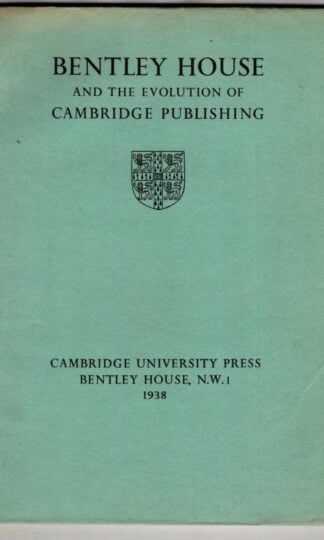 BENTLEY HOUSE
AND THE EVOLUTION OF
CAMBRIDGE PUBLISHING
CAMBRIDGE UNIVERSITY PRESS
BENTLEY HOUSE, N.W.1
1938